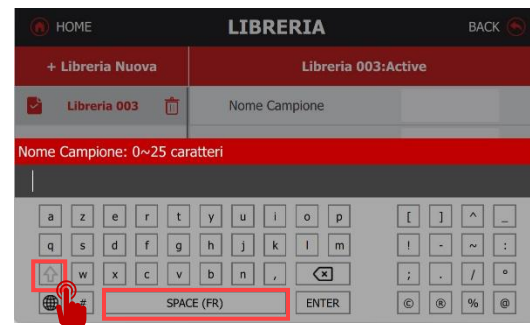 HOME LIBRERIA BACK
+ Libreria Nuova Libreria 003:Active
Libreria 003 Nome Campione
Nome Campione: 0~25 caratteri
a z e r t y u i o p [ ] ^ _
q s d f g h j k l m ! - ~ :
w x c v b n , ; . / °
# SPACE (FR) ENTER © ® % @